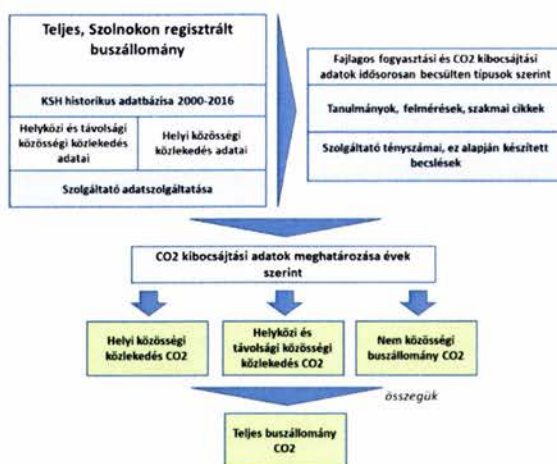 Teljes, Szolnokon regisztrált
buszállomány
KSH historikus adatbázisa 2000-2016
Helyközi és távolsági
közösségi közlekedés
adatai
Helyi közösségi
közlekedés adatai
Szolgáltató adatszolgáltatása
Fajlagos fogyasztási és CO2 kibocsjtási
adatok idősorosan becsülten típusok szerint
Tanulmányok, felmérések, szakmai cikkek
Szolgáltató tényszámai, ez alapján készített
becslések
CO2 kibocsájtási adatok meghatározása évek
szerint
Helyi közösségi
közlekedés CO2
Helyközi és
távolsági közösségi
közlekedés CO2
Nem közösségi
buszállomány CO2
összegük
Teljes buszállomány
CO2